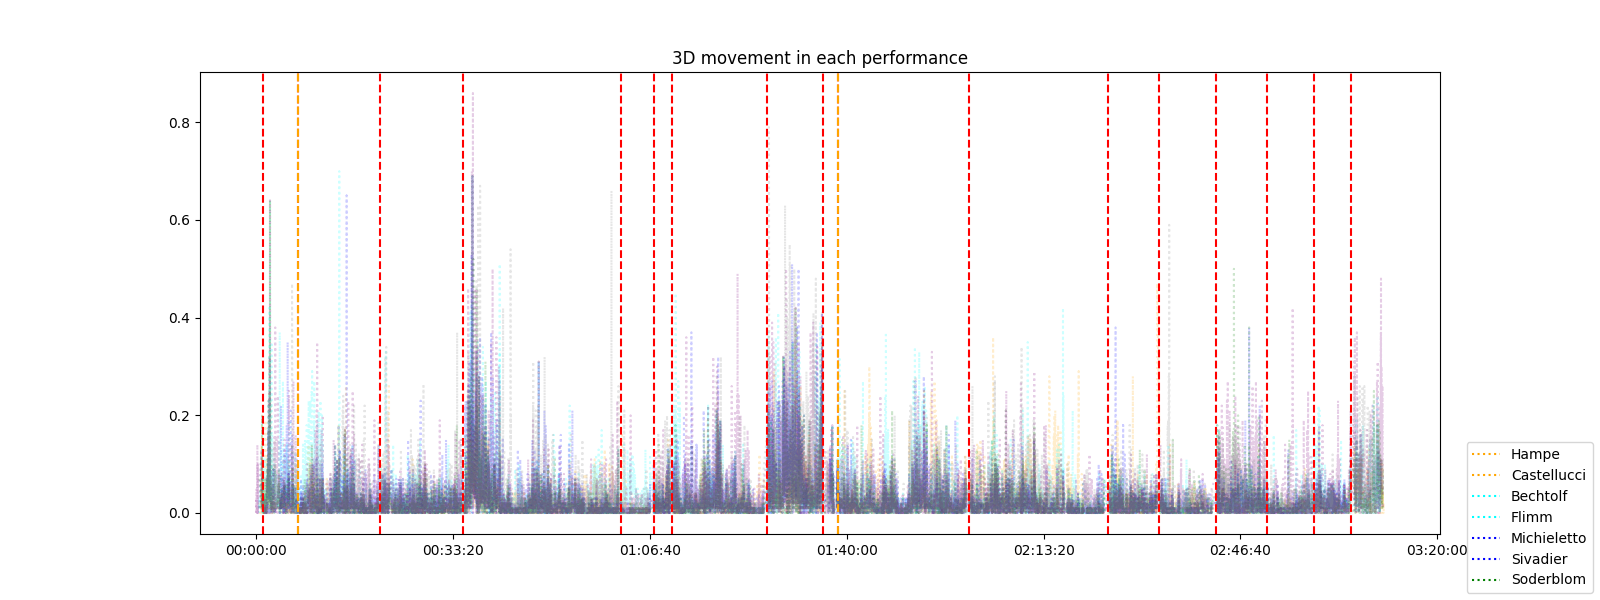 3D movement in each performance
0.8
0.6
0.4
0.2
0.0
00:00:00 00:33:20 01:06:40 01:40:00 02:13:20 02:46:40 03:20:00
Hampe
Castellucci
Bechtolf
Flimm
Michieletto
Sivadier
Soderblom